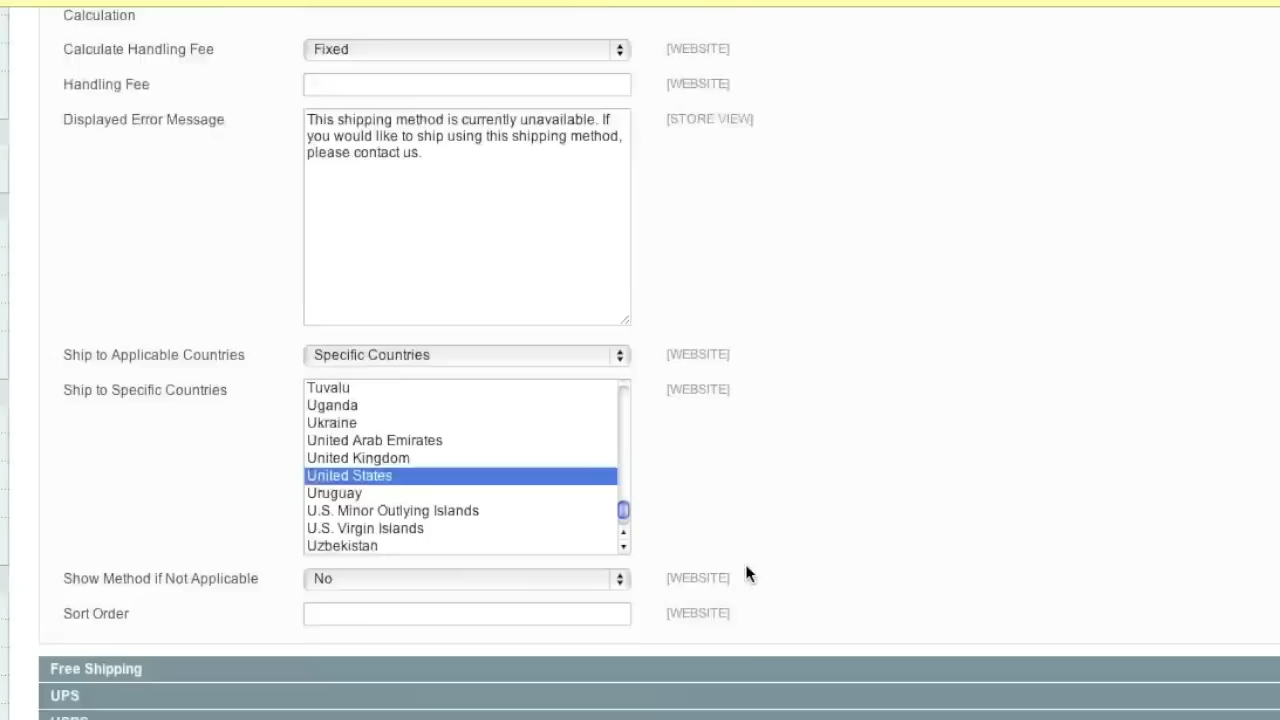 Calculation
Calculate Handling Fee Fixed [WEBSITE]
Handling Fee [WEBSITE]
Displayed Error Message This shipping method is currently unavailable. If [STORE VIEW]
you would like to ship using this shipping method,
please contact us.
Ship to Applicable Countries Specific Countries [WEBSITE]
Ship to Specific Countries Tuvalu [WEBSITE]
Uganda
Ukraine
United Arab Emirates
United Kingdom
United States
Uruguay
U.S. Minor Outlying Islands
U.S. Virgin Islands
Uzbekistan
Show Method if Not Applicable No [WEBSITE]
Sort Order [WEBSITE]
Free Shipping
UPS